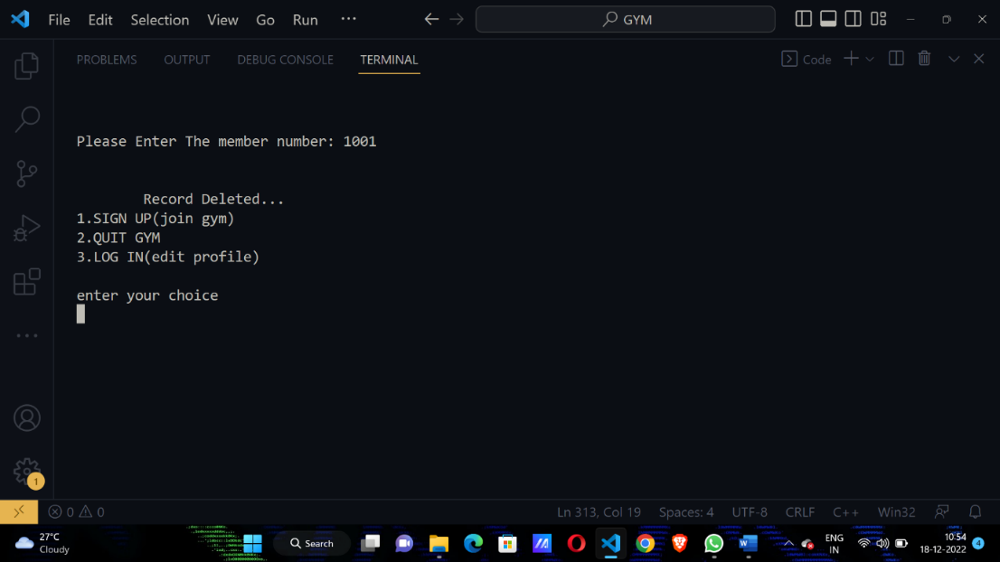 File Edit Selection View Go Run ···
GYM
PROBLEMS OUTPUT DEBUG CONSOLE TERMINAL
Code
Please Enter The member number: 1001
Record Deleted...
1.SIGN UP(join gym)
2.QUIT GYM
3.LOG IN(edit profile)
enter your choice
1
0 0
Ln 313, Col 19 Spaces: 4 UTF-8 CRLF C++ Win32
27°C
Cloudy
Search
ENG
IN
10:54
18-12-2022
4